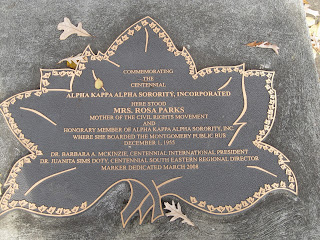 COMMEMORATING
THE
CENTENNIAL
ALPHA KAPPA ALPHA SORORITY, INCORPORATED
HERE STOOD
MRS. ROSA PARKS
MOTHER OF THE CIVIL RIGHTS MOVEMENT
AND
HONORARY MEMBER OF ALPHA KAPPA ALPHA SORORITY, INC.
WHERE SHE BOARDED THE MONTGOMERY PUBLIC BUS
DECEMBER 1, 1955
DR. BARBARA A. MCKINZIE, CENTENNIAL INTERNATIONAL PRESIDENT
DR. JUANITA SIMS DOTY, CENTENNIAL SOUTH EASTERN REGIONAL DIRECTOR
MARKER DEDICATED MARCH 2008